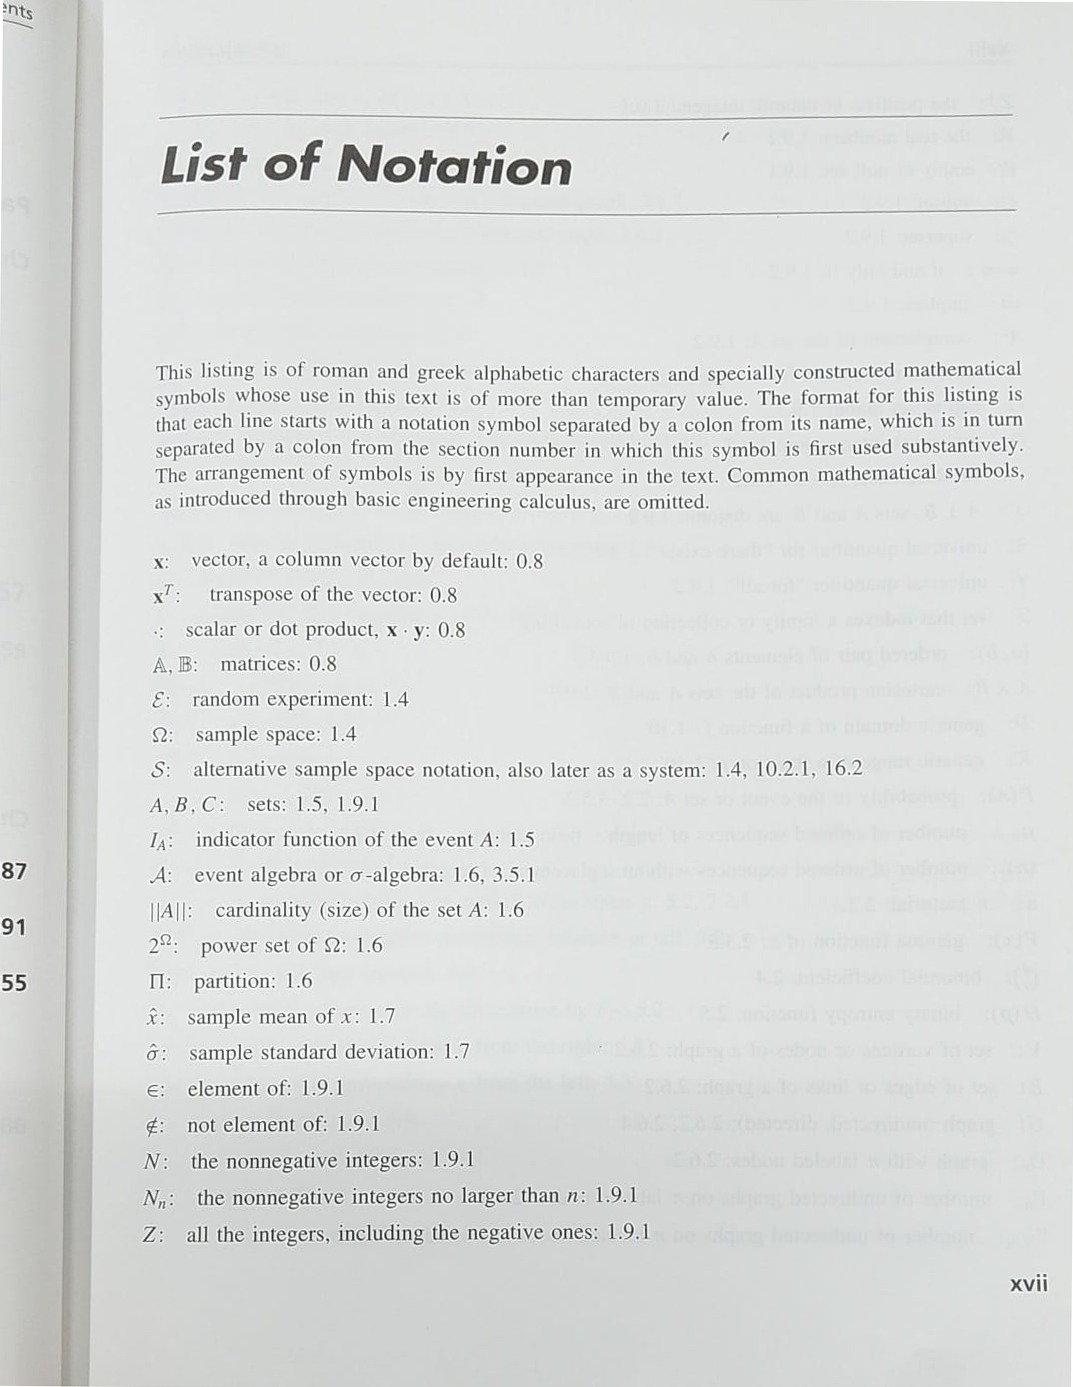 List of Notation
This listing is of roman and greek alphabetic characters and specially constructed mathematical
symbols whose use in this text is of more than temporary value. The format for this listing is
that each line starts with a notation symbol separated by a colon from its name, which is in turn
separated by a colon from the section number in which this symbol is first used substantively.
The arrangement of symbols is by first appearance in the text. Common mathematical symbols,
as introduced through basic engineering calculus, are omitted.
x: vector, a column vector by default: 0.8
xᵀ: transpose of the vector: 0.8
·: scalar or dot product, x · y: 0.8
𝔸, 𝔹: matrices: 0.8
ℰ: random experiment: 1.4
Ω: sample space: 1.4
S: alternative sample space notation, also later as a system: 1.4, 10.2.1, 16.2
A, B, C: sets: 1.5, 1.9.1
I_A: indicator function of the event A: 1.5
𝒜: event algebra or σ-algebra: 1.6, 3.5.1
||A||: cardinality (size) of the set A: 1.6
2^Ω: power set of Ω: 1.6
Π: partition: 1.6
x̂: sample mean of x: 1.7
σ̂: sample standard deviation: 1.7
∈: element of: 1.9.1
∉: not element of: 1.9.1
N: the nonnegative integers: 1.9.1
Nₙ: the nonnegative integers no larger than n: 1.9.1
Z: all the integers, including the negative ones: 1.9.1
xvii
87
91
55